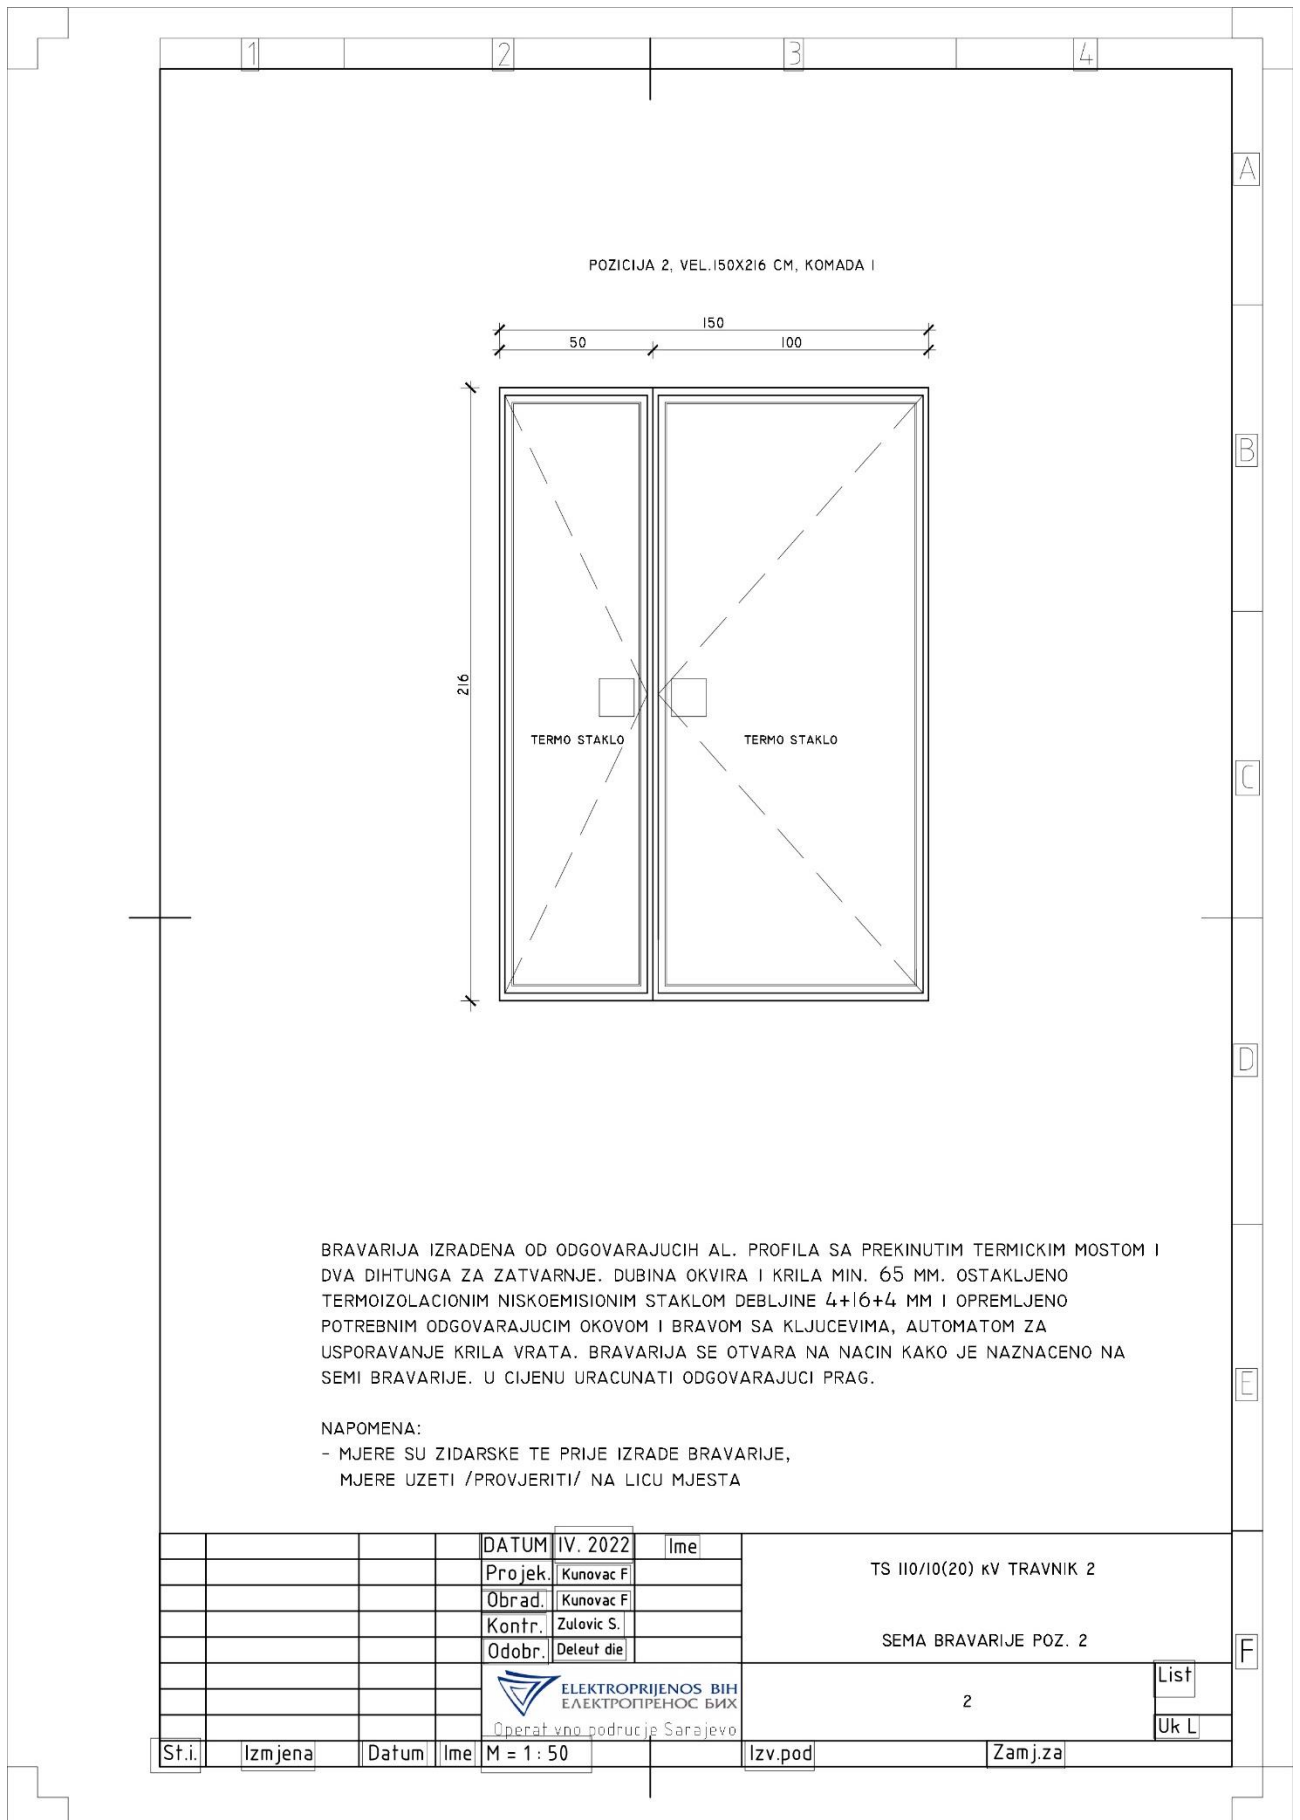 1 2 3 4
A
POZICIJA 2, VEL.150X216 CM, KOMADA 1
150
50 100
B
216
TERMO STAKLO TERMO STAKLO
C
D
BRAVARIJA IZRADENA OD ODGOVARAJUCIH AL. PROFILA SA PREKINUTIM TERMICKIM MOSTOM I
DVA DIHTUNGA ZA ZATVARNJE. DUBINA OKVIRA I KRILA MIN. 65 MM. OSTAKLJENO
TERMOIZOLACIONIM NISKOEMISIONIM STAKLOM DEBLJINE 4+16+4 MM I OPREMLJENO
POTREBNIM ODGOVARAJUCIM OKOVOM I BRAVOM SA KLJUCEVIMA, AUTOMATOM ZA
USPORAVANJE KRILA VRATA. BRAVARIJA SE OTVARA NA NACIN KAKO JE NAZNACENO NA
SEMI BRAVARIJE. U CIJENU URACUNATI ODGOVARAJUCI PRAG.
E
NAPOMENA:
- MJERE SU ZIDARSKE TE PRIJE IZRADE BRAVARIJE,
MJERE UZETI /PROVJERITI/ NA LICU MJESTA
DATUM IV. 2022 Ime
Projek. Kunovac F
Obrad. Kunovac F
Kontr. Zulovic S.
Odobr. Deleut die
TS 110/10(20) KV TRAVNIK 2
SEMA BRAVARIJE POZ. 2
F
ELEKTROPRIJENOS BIH
ЕЛЕКТРОПРЕНОС БИХ
Operat vno podrucje Sarajevo
2
List
Uk L
St.i. Izmjena Datum Ime M = 1 : 50 Izv.pod Zamj.za